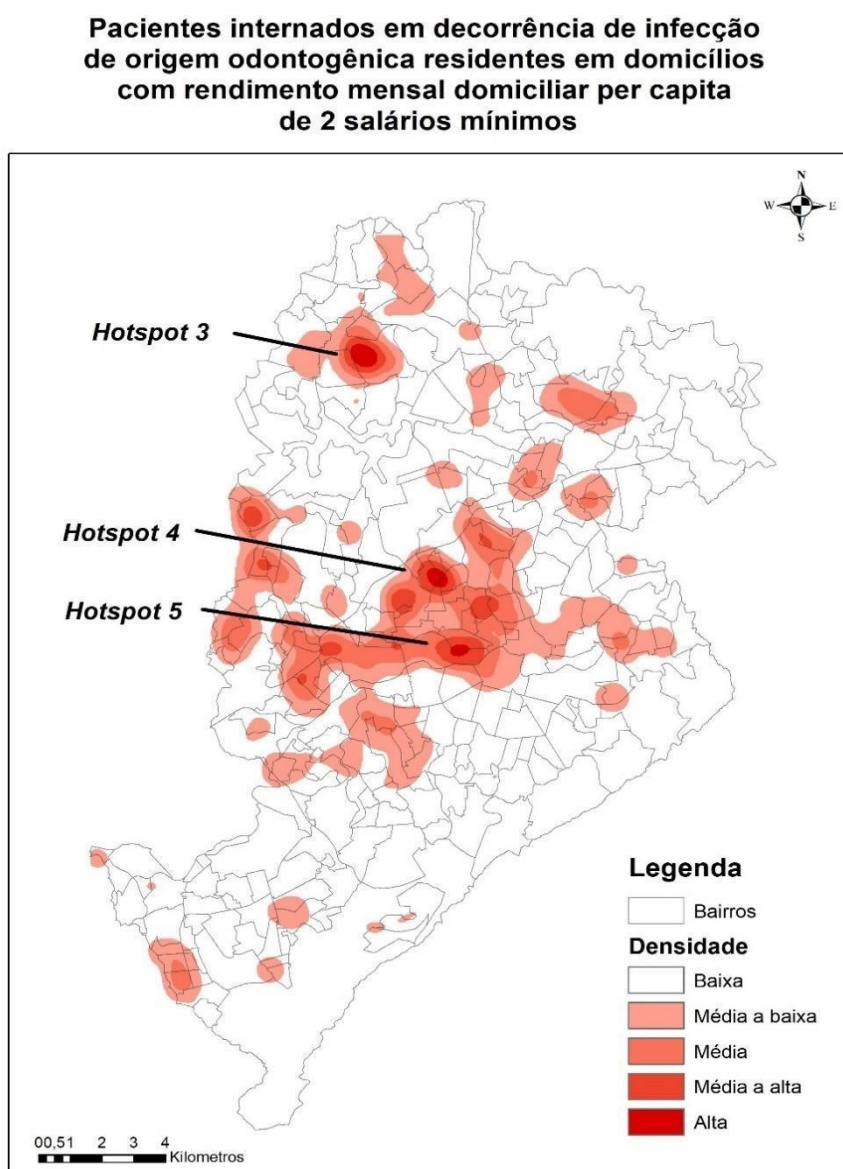 Pacientes internados em decorrência de infecção
de origem odontogênica residentes em domicílios
com rendimento mensal domiciliar per capita
de 2 salários mínimos
N
W E
S
Hotspot 3
Hotspot 4
Hotspot 5
Legenda
Bairros
Densidade
Baixa
Média a baixa
Média
Média a alta
Alta
00,51 2 3 4
Kilometros